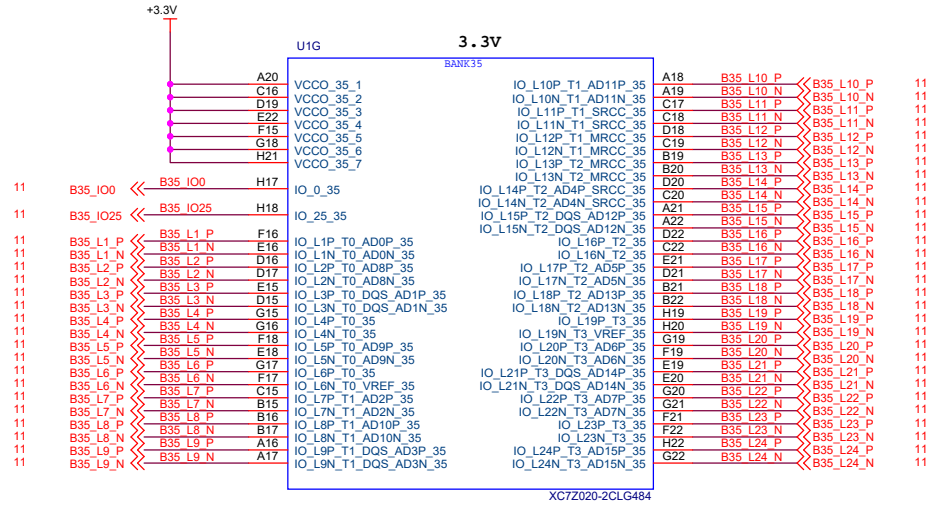 +3.3V
U1G
3.3V
BANK35
A20 VCCO_35_1
C16 VCCO_35_2
D19 VCCO_35_3
E22 VCCO_35_4
F15 VCCO_35_5
G18 VCCO_35_6
H21 VCCO_35_7
11 B35_IO0 B35_IO0 H17 IO_0_35
11 B35_IO25 B35_IO25 H18 IO_25_35
11 B35_L1_P B35_L1_P F16 IO_L1P_T0_AD0P_35
11 B35_L1_N B35_L1_N E16 IO_L1N_T0_AD0N_35
11 B35_L2_P B35_L2_P D16 IO_L2P_T0_AD8P_35
11 B35_L2_N B35_L2_N D17 IO_L2N_T0_AD8N_35
11 B35_L3_P B35_L3_P E15 IO_L3P_T0_DQS_AD1P_35
11 B35_L3_N B35_L3_N D15 IO_L3N_T0_DQS_AD1N_35
11 B35_L4_P B35_L4_P G15 IO_L4P_T0_35
11 B35_L4_N B35_L4_N G16 IO_L4N_T0_35
11 B35_L5_P B35_L5_P F18 IO_L5P_T0_AD9P_35
11 B35_L5_N B35_L5_N E18 IO_L5N_T0_AD9N_35
11 B35_L6_P B35_L6_P G17 IO_L6P_T0_35
11 B35_L6_N B35_L6_N F17 IO_L6N_T0_VREF_35
11 B35_L7_P B35_L7_P C15 IO_L7P_T1_AD2P_35
11 B35_L7_N B35_L7_N B15 IO_L7N_T1_AD2N_35
11 B35_L8_P B35_L8_P B16 IO_L8P_T1_AD10P_35
11 B35_L8_N B35_L8_N B17 IO_L8N_T1_AD10N_35
11 B35_L9_P B35_L9_P A16 IO_L9P_T1_DQS_AD3P_35
11 B35_L9_N B35_L9_N A17 IO_L9N_T1_DQS_AD3N_35
IO_L10P_T1_AD11P_35 A18 B35_L10_P B35_L10_P 11
IO_L10N_T1_AD11N_35 A19 B35_L10_N B35_L10_N 11
IO_L11P_T1_SRCC_35 C17 B35_L11_P B35_L11_P 11
IO_L11N_T1_SRCC_35 C18 B35_L11_N B35_L11_N 11
IO_L12P_T1_MRCC_35 D18 B35_L12_P B35_L12_P 11
IO_L12N_T1_MRCC_35 C19 B35_L12_N B35_L12_N 11
IO_L13P_T2_MRCC_35 B19 B35_L13_P B35_L13_P 11
IO_L13N_T2_MRCC_35 B20 B35_L13_N B35_L13_N 11
IO_L14P_T2_AD4P_SRCC_35 D20 B35_L14_P B35_L14_P 11
IO_L14N_T2_AD4N_SRCC_35 C20 B35_L14_N B35_L14_N 11
IO_L15P_T2_DQS_AD12P_35 A21 B35_L15_P B35_L15_P 11
IO_L15N_T2_DQS_AD12N_35 A22 B35_L15_N B35_L15_N 11
IO_L16P_T2_35 D22 B35_L16_P B35_L16_P 11
IO_L16N_T2_35 C22 B35_L16_N B35_L16_N 11
IO_L17P_T2_AD5P_35 E21 B35_L17_P B35_L17_P 11
IO_L17N_T2_AD5N_35 D21 B35_L17_N B35_L17_N 11
IO_L18P_T2_AD13P_35 B21 B35_L18_P B35_L18_P 11
IO_L18N_T2_AD13N_35 B22 B35_L18_N B35_L18_N 11
IO_L19P_T3_35 H19 B35_L19_P B35_L19_P 11
IO_L19N_T3_VREF_35 H20 B35_L19_N B35_L19_N 11
IO_L20P_T3_AD6P_35 G19 B35_L20_P B35_L20_P 11
IO_L20N_T3_AD6N_35 F19 B35_L20_N B35_L20_N 11
IO_L21P_T3_DQS_AD14P_35 E19 B35_L21_P B35_L21_P 11
IO_L21N_T3_DQS_AD14N_35 E20 B35_L21_N B35_L21_N 11
IO_L22P_T3_AD7P_35 G20 B35_L22_P B35_L22_P 11
IO_L22N_T3_AD7N_35 G21 B35_L22_N B35_L22_N 11
IO_L23P_T3_35 F21 B35_L23_N B35_L23_P 11
IO_L23N_T3_35 F22 B35_L23_N B35_L23_N 11
IO_L24P_T3_AD15P_35 H22 B35_L24_P B35_L24_P 11
IO_L24N_T3_AD15N_35 G22 B35_L24_N B35_L24_N 11
XC7Z020-2CLG484